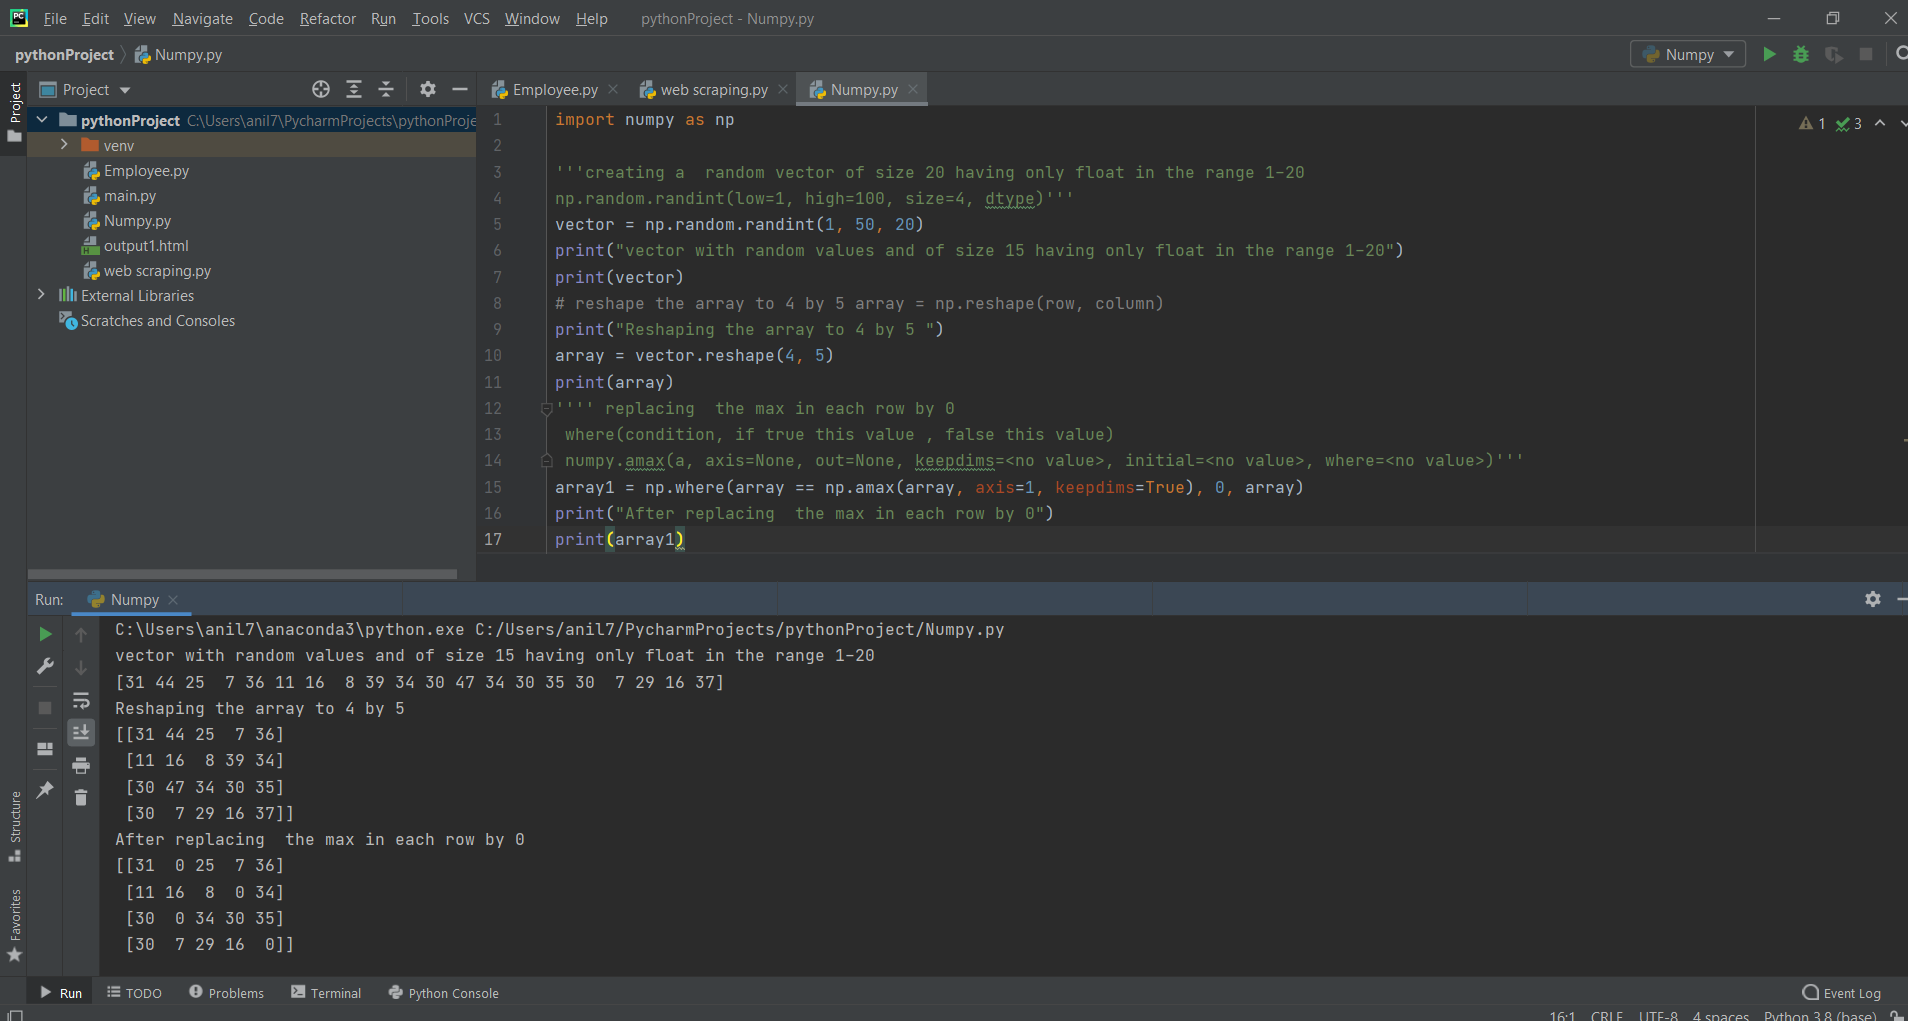 File Edit View Navigate Code Refactor Run Tools VCS Window Help pythonProject - Numpy.py
pythonProject Numpy.py
Numpy
Project
Project
Employee.py web scraping.py Numpy.py
pythonProject C:\Users\anil7\PycharmProjects\pythonProje
venv
Employee.py
main.py
Numpy.py
output1.html
web scraping.py
External Libraries
Scratches and Consoles
1 3
1 import numpy as np
2
3 '''creating a  random vector of size 20 having only float in the range 1-20
4 np.random.randint(low=1, high=100, size=4, dtype)'''
5 vector = np.random.randint(1, 50, 20)
6 print("vector with random values and of size 15 having only float in the range 1-20")
7 print(vector)
8 # reshape the array to 4 by 5 array = np.reshape(row, column)
9 print("Reshaping the array to 4 by 5 ")
10 array = vector.reshape(4, 5)
11 print(array)
12 '''' replacing  the max in each row by 0
13  where(condition, if true this value , false this value)
14  numpy.amax(a, axis=None, out=None, keepdims=<no value>, initial=<no value>, where=<no value>)'''
15 array1 = np.where(array == np.amax(array, axis=1, keepdims=True), 0, array)
16 print("After replacing  the max in each row by 0")
17 print(array1)
Run: Numpy
C:\Users\anil7\anaconda3\python.exe C:/Users/anil7/PycharmProjects/pythonProject/Numpy.py
vector with random values and of size 15 having only float in the range 1-20
[31 44 25  7 36 11 16  8 39 34 30 47 34 30 35 30  7 29 16 37]
Reshaping the array to 4 by 5
[[31 44 25  7 36]
 [11 16  8 39 34]
 [30 47 34 30 35]
 [30  7 29 16 37]]
After replacing  the max in each row by 0
[[31  0 25  7 36]
 [11 16  8  0 34]
 [30  0 34 30 35]
 [30  7 29 16  0]]
Structure
Favorites
Run TODO Problems Terminal Python Console Event Log
16:1 CRLF UTF-8 4 spaces Python 3.8 (base)